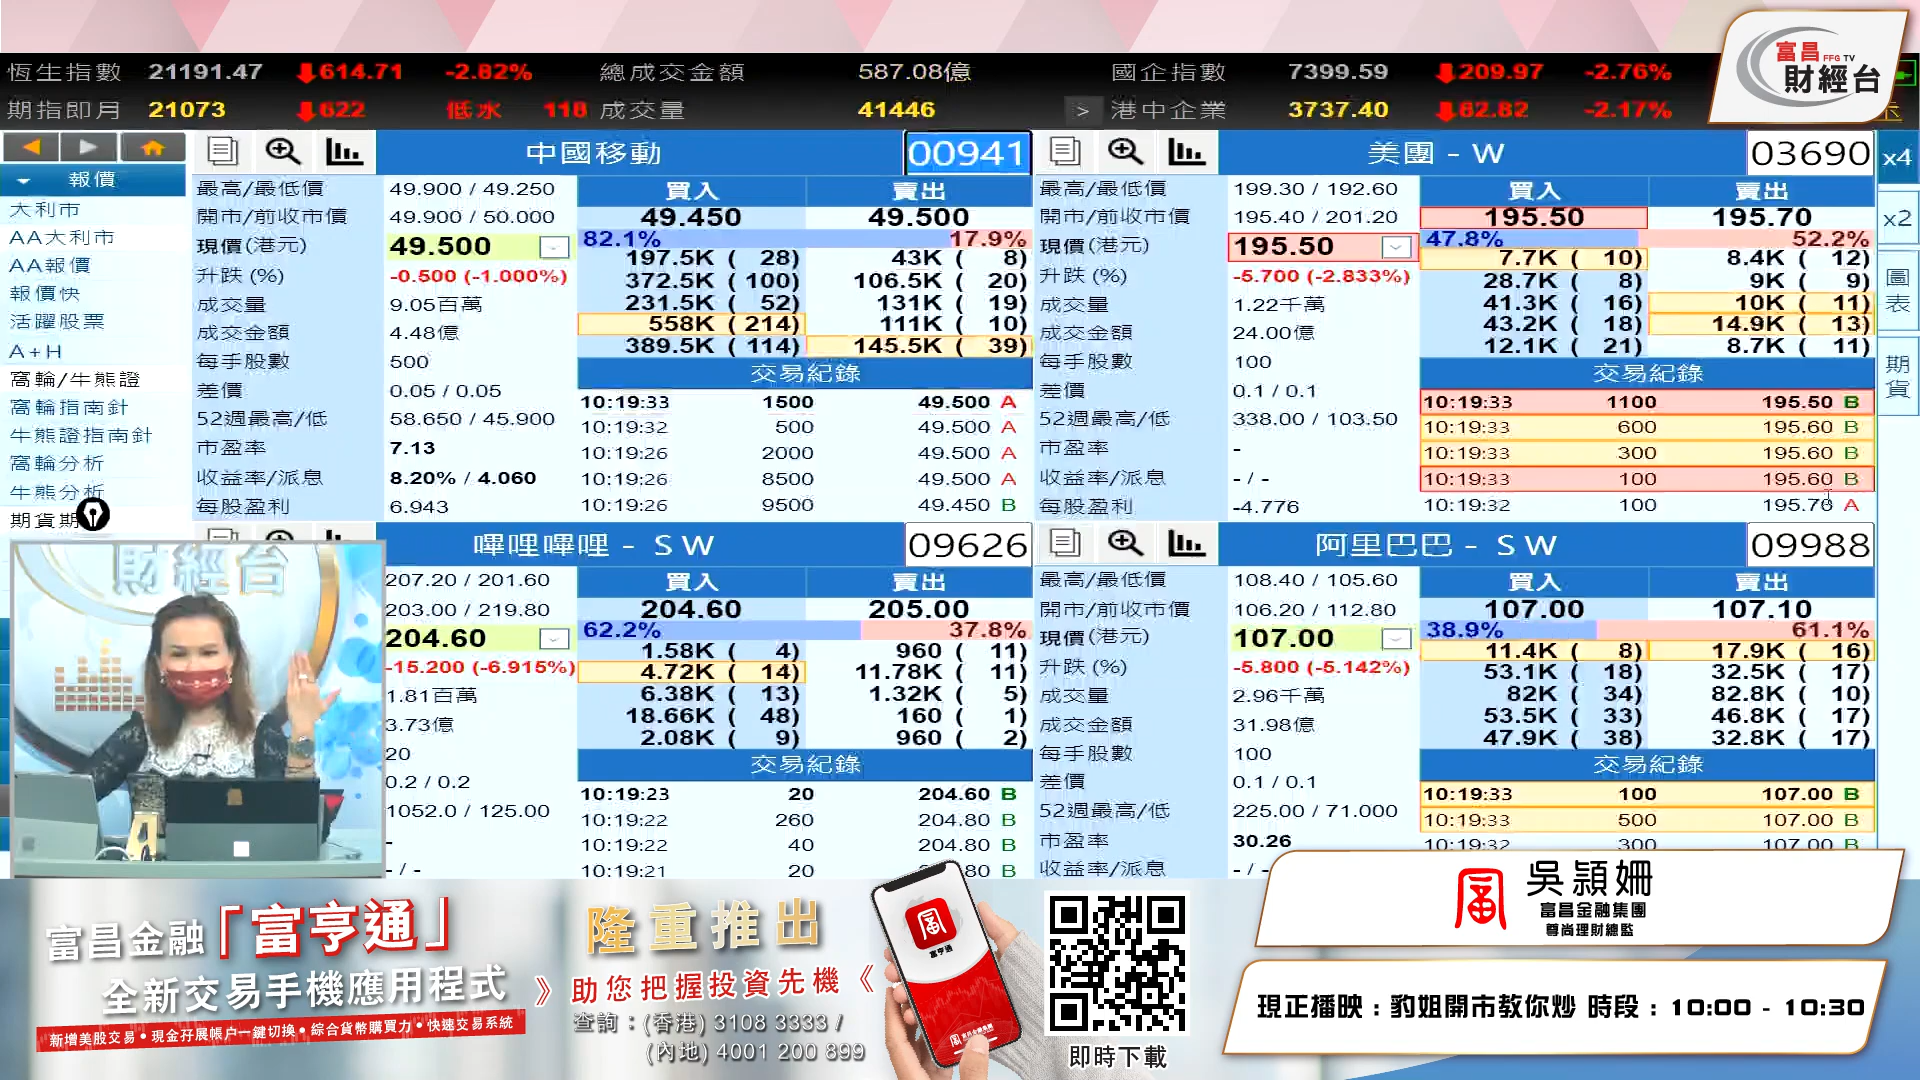 恆生指數 21191.47 614.71 -2.82% 總成交金額 587.08億 國企指數 7399.59 209.97 -2.76%
期指即月 21073 622 低水 118 成交量 41446 > 港中企業 3737.40 82.82 -2.17%
富昌 FFG TV
財經台
報價
大利市
AA大利市
AA報價
報價快
活躍股票
A+H
窩輪/牛熊證
窩輪指南針
牛熊證指南針
窩輪分析
牛熊分析
期貨期
中國移動 00941
最高/最低價 49.900 / 49.250
開市/前收市價 49.900 / 50.000
現價(港元) 49.500
升跌 (%) -0.500 (-1.000%)
成交量 9.05百萬
成交金額 4.48億
每手股數 500
差價 0.05 / 0.05
52週最高/低 58.650 / 45.900
市盈率 7.13
收益率/派息 8.20% / 4.060
每股盈利 6.943
買入 賣出
49.450 49.500
82.1% 17.9%
197.5K ( 28) 43K ( 8)
372.5K ( 100) 106.5K ( 20)
231.5K ( 52) 131K ( 19)
558K ( 214) 111K ( 10)
389.5K ( 114) 145.5K ( 39)
交易紀錄
10:19:33 1500 49.500 A
10:19:32 500 49.500 A
10:19:26 2000 49.500 A
10:19:26 8500 49.500 A
10:19:26 9500 49.450 B
美團 - W 03690
最高/最低價 199.30 / 192.60
開市/前收市價 195.40 / 201.20
現價(港元) 195.50
升跌 (%) -5.700 (-2.833%)
成交量 1.22千萬
成交金額 24.00億
每手股數 100
差價 0.1 / 0.1
52週最高/低 338.00 / 103.50
市盈率 -
收益率/派息 - / -
每股盈利 -4.776
買入 賣出
195.50 195.70
47.8% 52.2%
7.7K ( 10) 8.4K ( 12)
28.7K ( 8) 9K ( 9)
41.3K ( 16) 10K ( 11)
43.2K ( 18) 14.9K ( 13)
12.1K ( 21) 8.7K ( 11)
交易紀錄
10:19:33 1100 195.50 B
10:19:33 600 195.60 B
10:19:33 300 195.60 B
10:19:33 100 195.60 B
10:19:32 100 195.70 A
x4
x2
圖表
期貨
嗶哩嗶哩 - S W 09626
207.20 / 201.60
203.00 / 219.80
204.60
-15.200 (-6.915%)
1.81百萬
3.73億
20
0.2 / 0.2
1052.0 / 125.00
-
- / -
買入 賣出
204.60 205.00
62.2% 37.8%
1.58K ( 4) 960 ( 11)
4.72K ( 14) 11.78K ( 11)
6.38K ( 13) 1.32K ( 5)
18.66K ( 48) 160 ( 1)
2.08K ( 9) 960 ( 2)
交易紀錄
10:19:23 20 204.60 B
10:19:22 260 204.80 B
10:19:22 40 204.80 B
10:19:21 20 80 B
阿里巴巴 - S W 09988
最高/最低價 108.40 / 105.60
開市/前收市價 106.20 / 112.80
現價(港元) 107.00
升跌 (%) -5.800 (-5.142%)
成交量 2.96千萬
成交金額 31.98億
每手股數 100
差價 0.1 / 0.1
52週最高/低 225.00 / 71.000
市盈率 30.26
收益率/派息 - / -
買入 賣出
107.00 107.10
38.9% 61.1%
11.4K ( 8) 17.9K ( 16)
53.1K ( 18) 32.5K ( 17)
82K ( 34) 82.8K ( 10)
53.5K ( 33) 46.8K ( 17)
47.9K ( 38) 32.8K ( 17)
交易紀錄
10:19:33 100 107.00 B
10:19:33 500 107.00 B
10:19:32 300 107.00 B
財經台
富昌金融「富亨通」
全新交易手機應用程式
新增美股交易 • 現金孖展帳户一鍵切換 • 綜合貨幣購買力 • 快速交易系統
隆重推出
》助您把握投資先機《
查詢：(香港) 3108 3333 /
(內地) 4001 200 899
富亨通
即時下載
吳穎姍
富昌金融集團
尊尚理財總監
現正播映：豹姐開市教你炒 時段：10:00 - 10:30